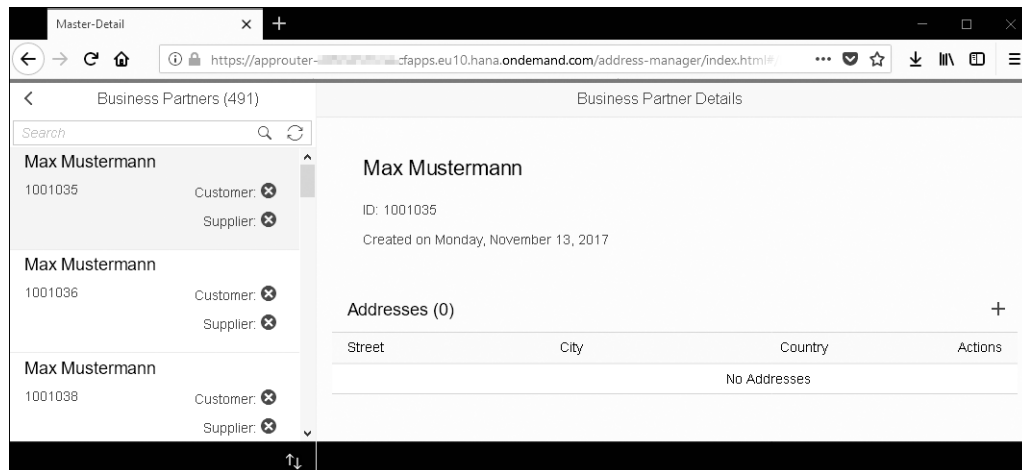 Master-Detail
https://approuter- cfapps.eu10.hana.ondemand.com/address-manager/index.html#/
Business Partners (491)
Business Partner Details
Search
Max Mustermann
1001035
Customer:
Supplier:
Max Mustermann
1001036
Customer:
Supplier:
Max Mustermann
1001038
Customer:
Supplier:
Max Mustermann
ID: 1001035
Created on Monday, November 13, 2017
Addresses (0)
Street City Country Actions
No Addresses